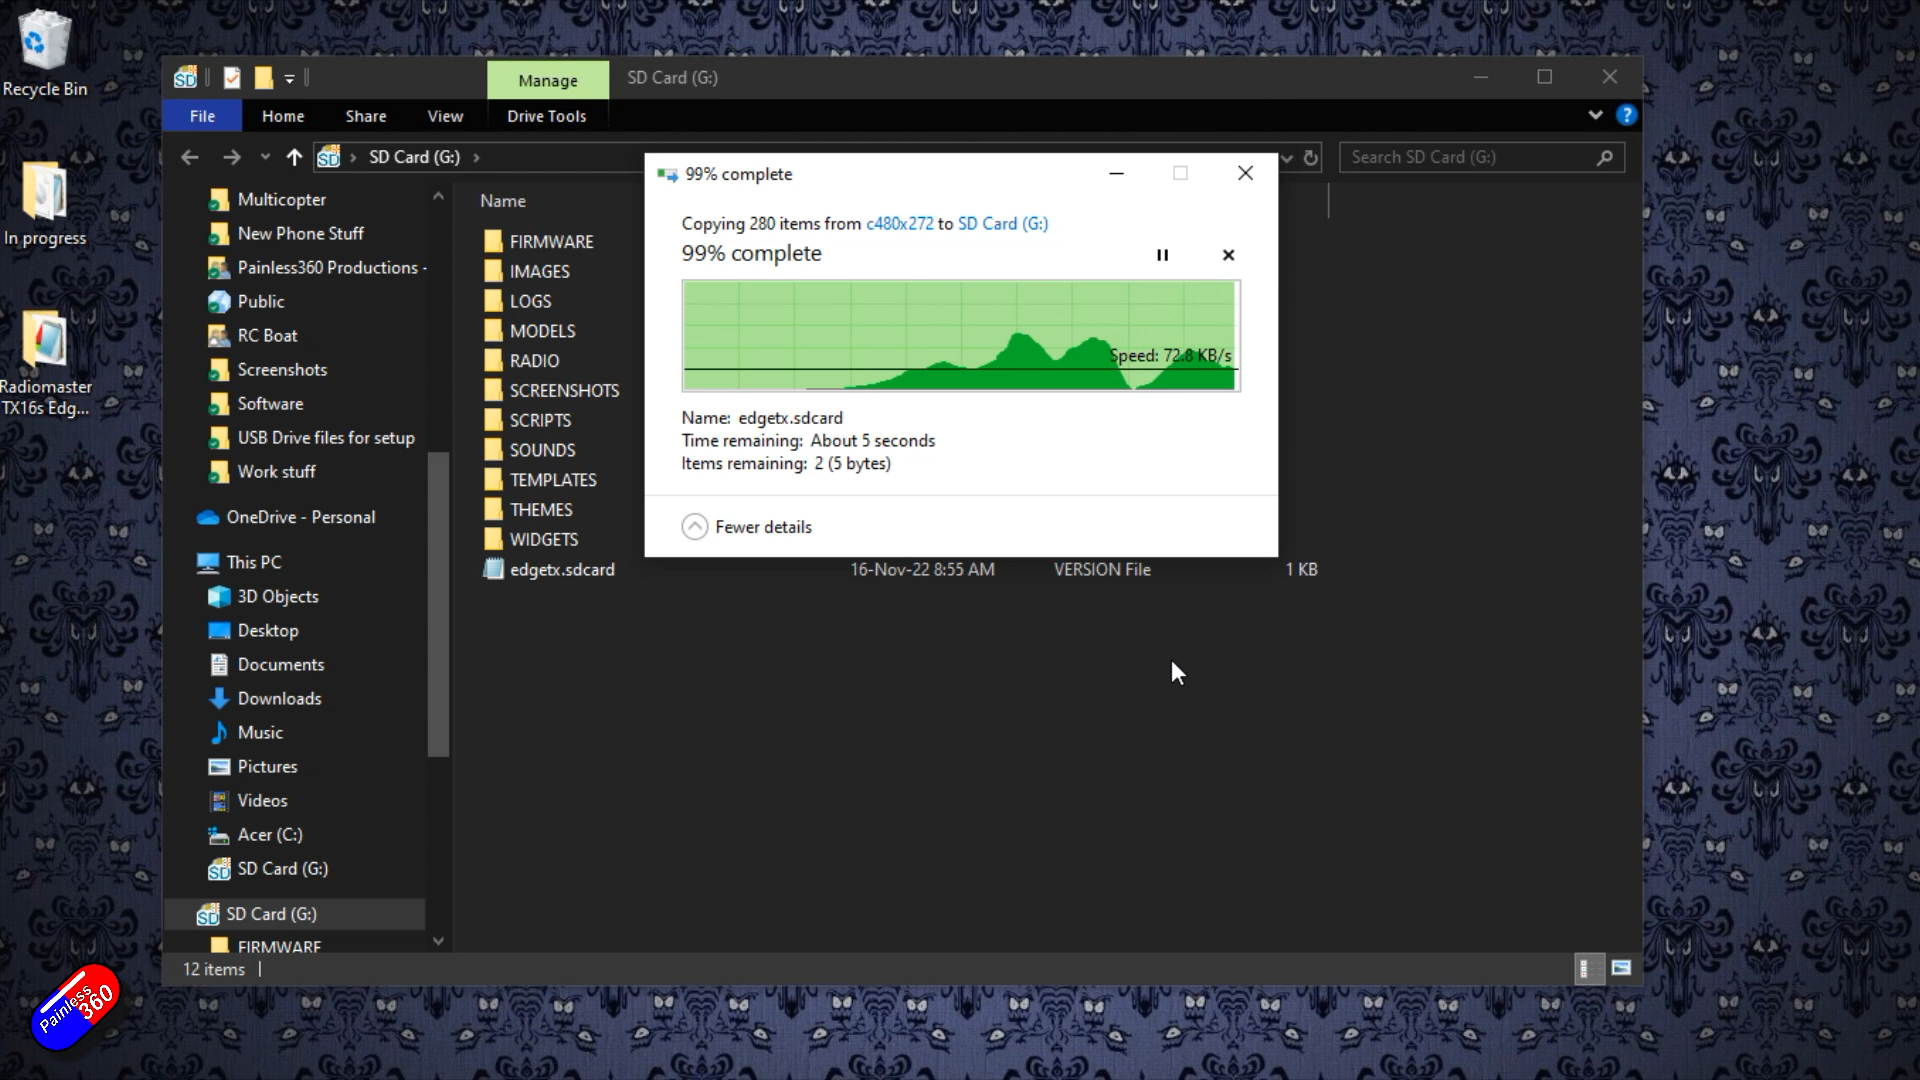 Recycle Bin
In progress
Radiomaster
TX16s Edg...
Manage
SD Card (G:)
File
Home
Share
View
Drive Tools
SD Card (G:)
Search SD Card (G:)
Multicopter
New Phone Stuff
Painless360 Productions -
Public
RC Boat
Screenshots
Software
USB Drive files for setup
Work stuff
OneDrive - Personal
This PC
3D Objects
Desktop
Documents
Downloads
Music
Pictures
Videos
Acer (C:)
SD Card (G:)
SD Card (G:)
FIRMWARE
Name
FIRMWARE
IMAGES
LOGS
MODELS
RADIO
SCREENSHOTS
SCRIPTS
SOUNDS
TEMPLATES
THEMES
WIDGETS
edgetx.sdcard 16-Nov-22 8:55 AM VERSION File 1 KB
99% complete
Copying 280 items from c480x272 to SD Card (G:)
99% complete
Speed: 72.8 KB/s
Name: edgetx.sdcard
Time remaining: About 5 seconds
Items remaining: 2 (5 bytes)
Fewer details
12 items
Painless
360